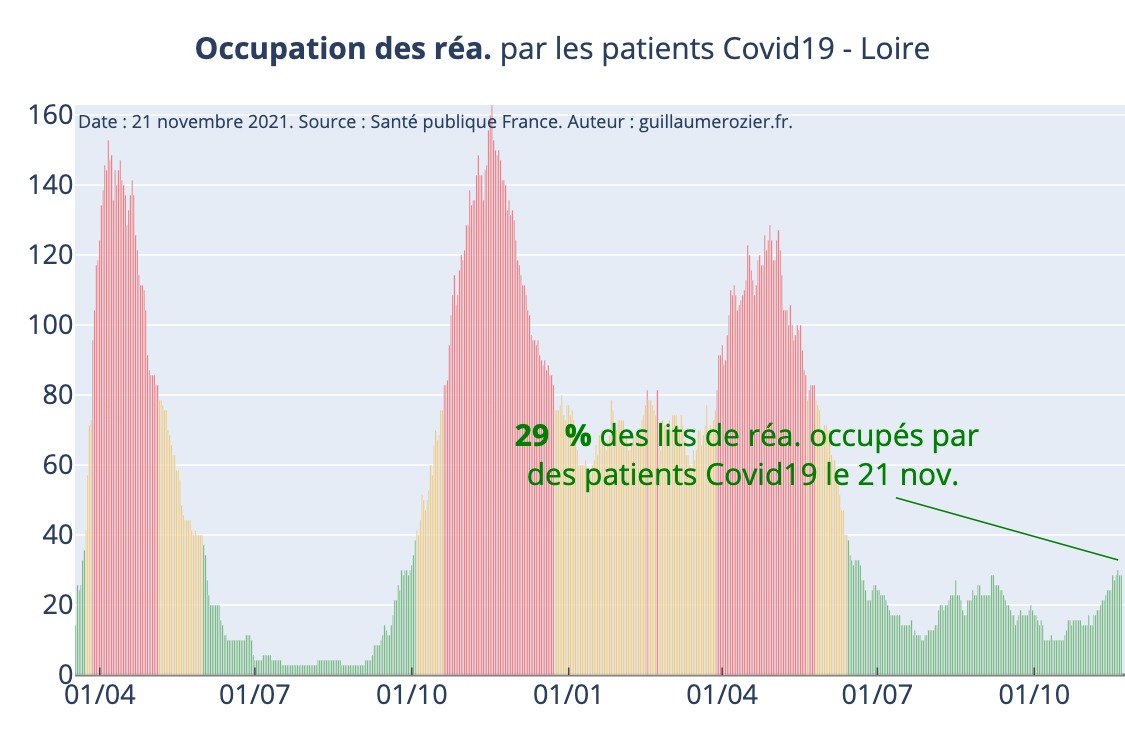 Occupation des réa. par les patients Covid19 - Loire
160
Date : 21 novembre 2021. Source : Santé publique France. Auteur : guillaumerozier.fr.
140
120
100
80
29 % des lits de réa. occupés par
des patients Covid19 le 21 nov.
60
40
20
0
01/04 01/07 01/10 01/01 01/04 01/07 01/10